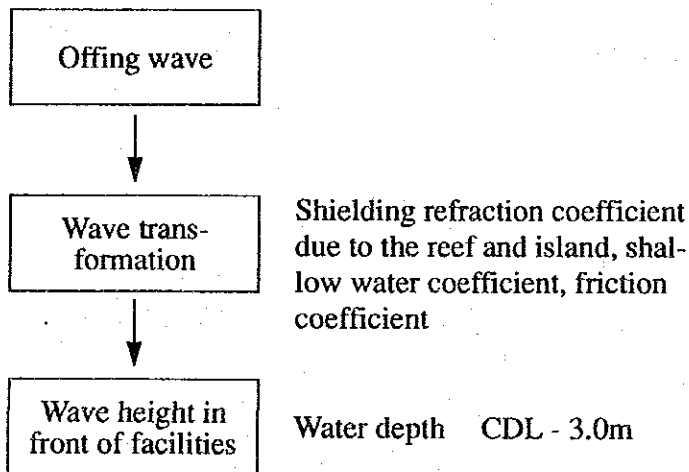 Offing wave
Wave trans-
formation
Shielding refraction coefficient
due to the reef and island, shal-
low water coefficient, friction
coefficient
Wave height in
front of facilities
Water depth CDL - 3.0m